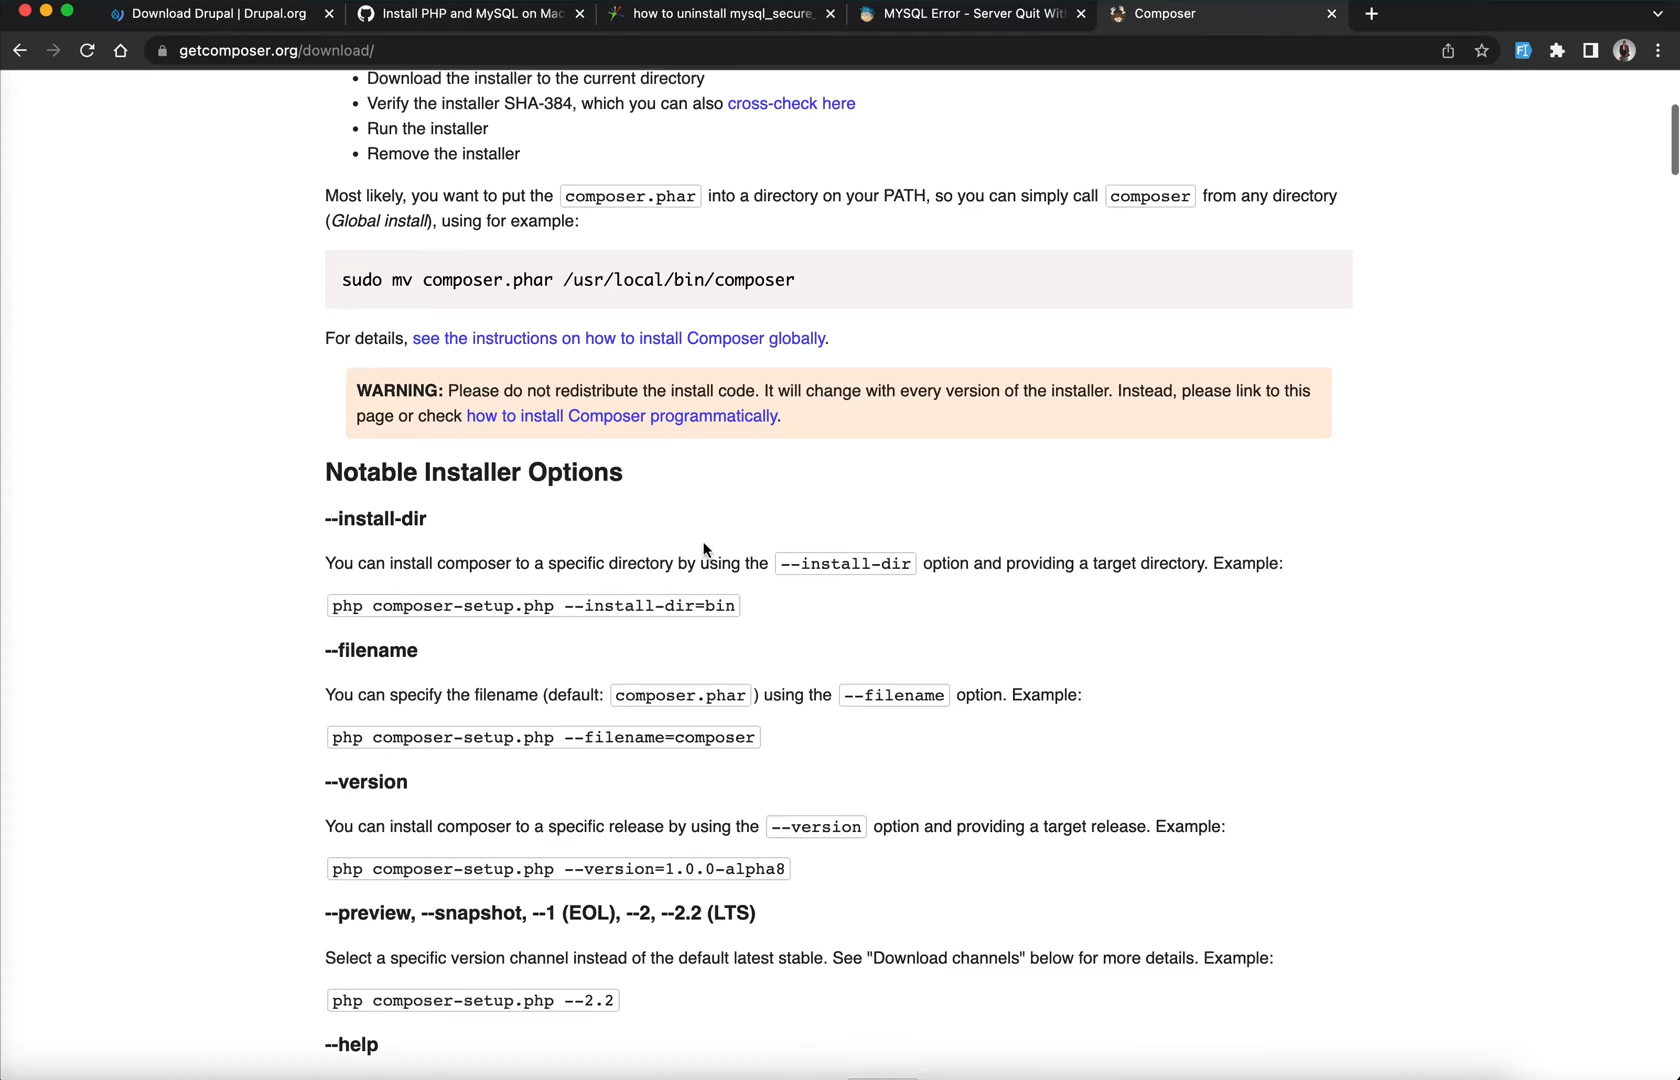 Download Drupal | Drupal.org
Install PHP and MySQL on Mac
how to uninstall mysql_secure_
MYSQL Error - Server Quit Wit
Composer
getcomposer.org/download/
• Download the installer to the current directory
• Verify the installer SHA-384, which you can also cross-check here
• Run the installer
• Remove the installer
Most likely, you want to put the composer.phar into a directory on your PATH, so you can simply call composer from any directory
(Global install), using for example:
sudo mv composer.phar /usr/local/bin/composer
For details, see the instructions on how to install Composer globally.
WARNING: Please do not redistribute the install code. It will change with every version of the installer. Instead, please link to this
page or check how to install Composer programmatically.
Notable Installer Options
--install-dir
You can install composer to a specific directory by using the --install-dir option and providing a target directory. Example:
php composer-setup.php --install-dir=bin
--filename
You can specify the filename (default: composer.phar) using the --filename option. Example:
php composer-setup.php --filename=composer
--version
You can install composer to a specific release by using the --version option and providing a target release. Example:
php composer-setup.php --version=1.0.0-alpha8
--preview, --snapshot, --1 (EOL), --2, --2.2 (LTS)
Select a specific version channel instead of the default latest stable. See "Download channels" below for more details. Example:
php composer-setup.php --2.2
--help